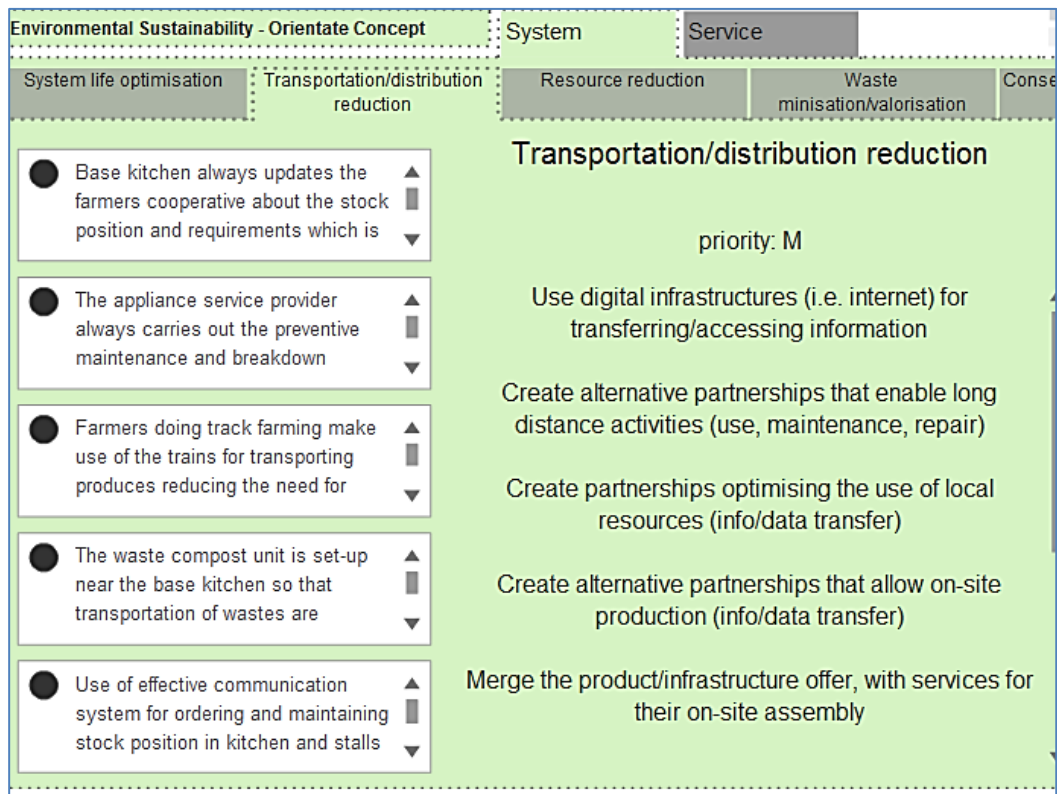 Environmental Sustainability - Orientate Concept
System
Service
System life optimisation
Transportation/distribution
reduction
Resource reduction
Waste
minisation/valorisation
Conse
Base kitchen always updates the
farmers cooperative about the stock
position and requirements which is
The appliance service provider
always carries out the preventive
maintenance and breakdown
Farmers doing track farming make
use of the trains for transporting
produces reducing the need for
The waste compost unit is set-up
near the base kitchen so that
transportation of wastes are
Use of effective communication
system for ordering and maintaining
stock position in kitchen and stalls
Transportation/distribution reduction
priority: M
Use digital infrastructures (i.e. internet) for
transferring/accessing information
Create alternative partnerships that enable long
distance activities (use, maintenance, repair)
Create partnerships optimising the use of local
resources (info/data transfer)
Create alternative partnerships that allow on-site
production (info/data transfer)
Merge the product/infrastructure offer, with services for
their on-site assembly